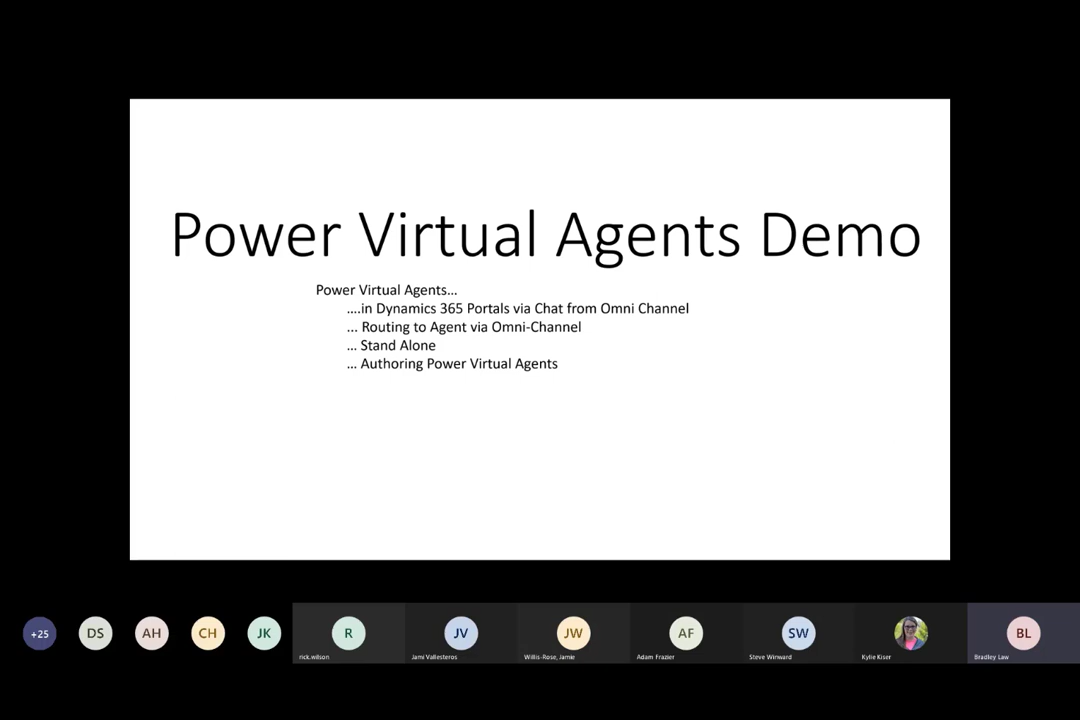 Power Virtual Agents Demo
Power Virtual Agents...
....in Dynamics 365 Portals via Chat from Omni Channel
... Routing to Agent via Omni-Channel
... Stand Alone
... Authoring Power Virtual Agents
+25
DS
AH
CH
JK
R
JV
JW
AF
SW
BL
rick.wilson
Jami Vallesteros
Willis-Rose, Jamie
Adam Frazier
Steve Winward
Kylie Kiser
Bradley Law